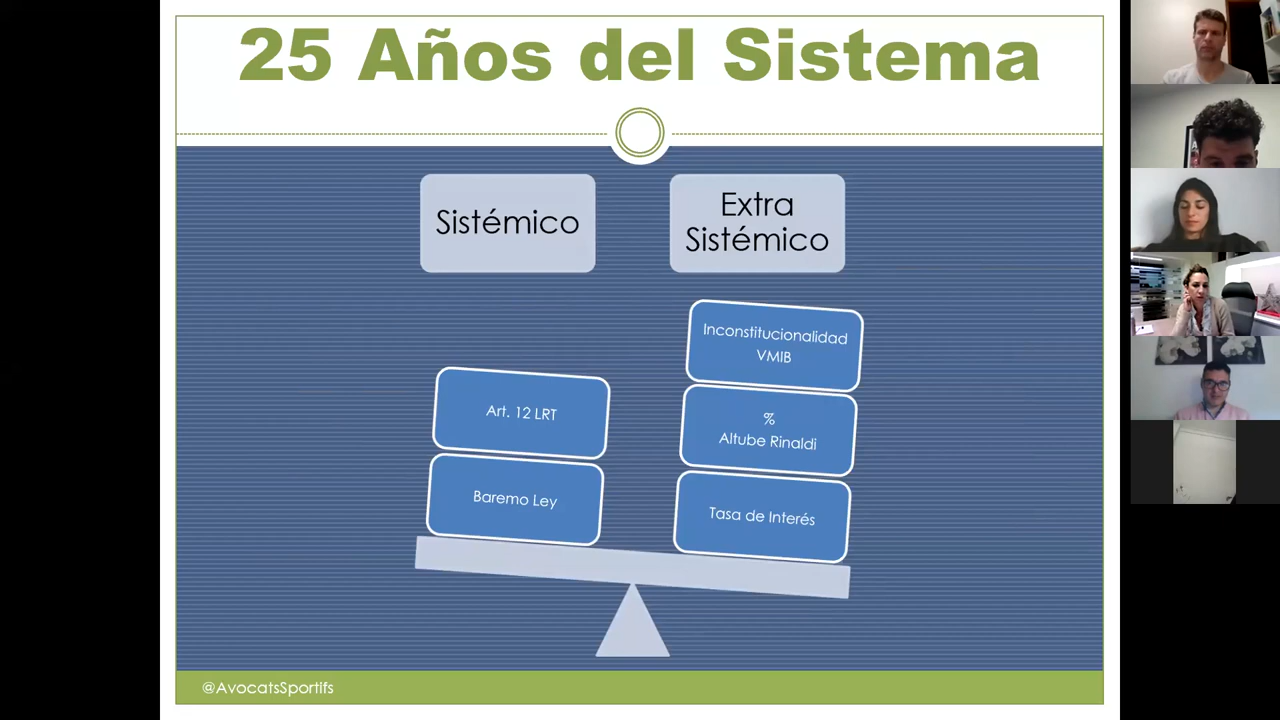 25 Años del Sistema
Sistémico
Extra
Sistémico
Inconstitucionalidad
VMIB
Art. 12 LRT
%
Altube Rinaldi
Baremo Ley
Tasa de Interés
@AvocatsSportifs